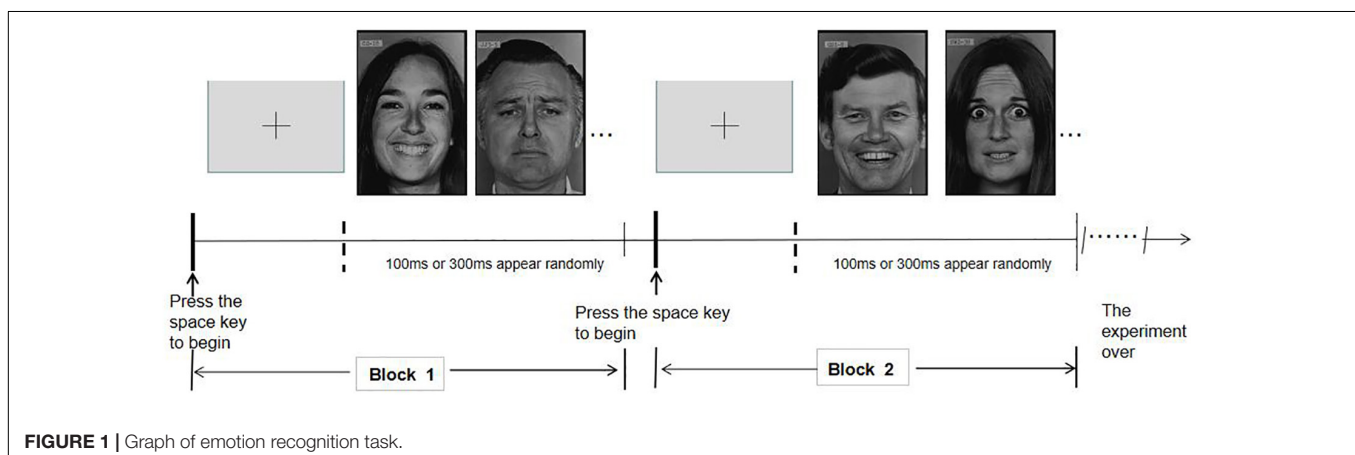 100ms or 300ms appear randomly
100ms or 300ms appear randomly
Press the
space key
to begin
Press the space key
to begin
The
experiment
over
Block 1
Block 2
FIGURE 1 | Graph of emotion recognition task.